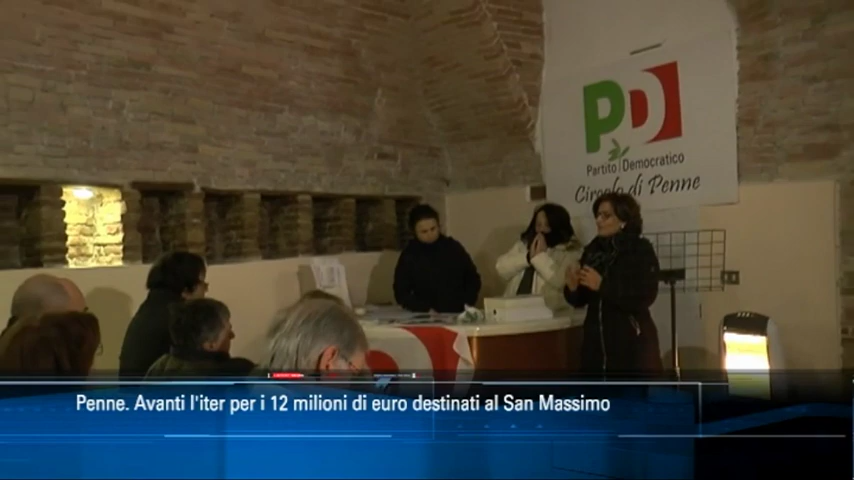 PD
Partito Democratico
Circolo di Penne
Penne. Avanti l'iter per i 12 milioni di euro destinati al San Massimo